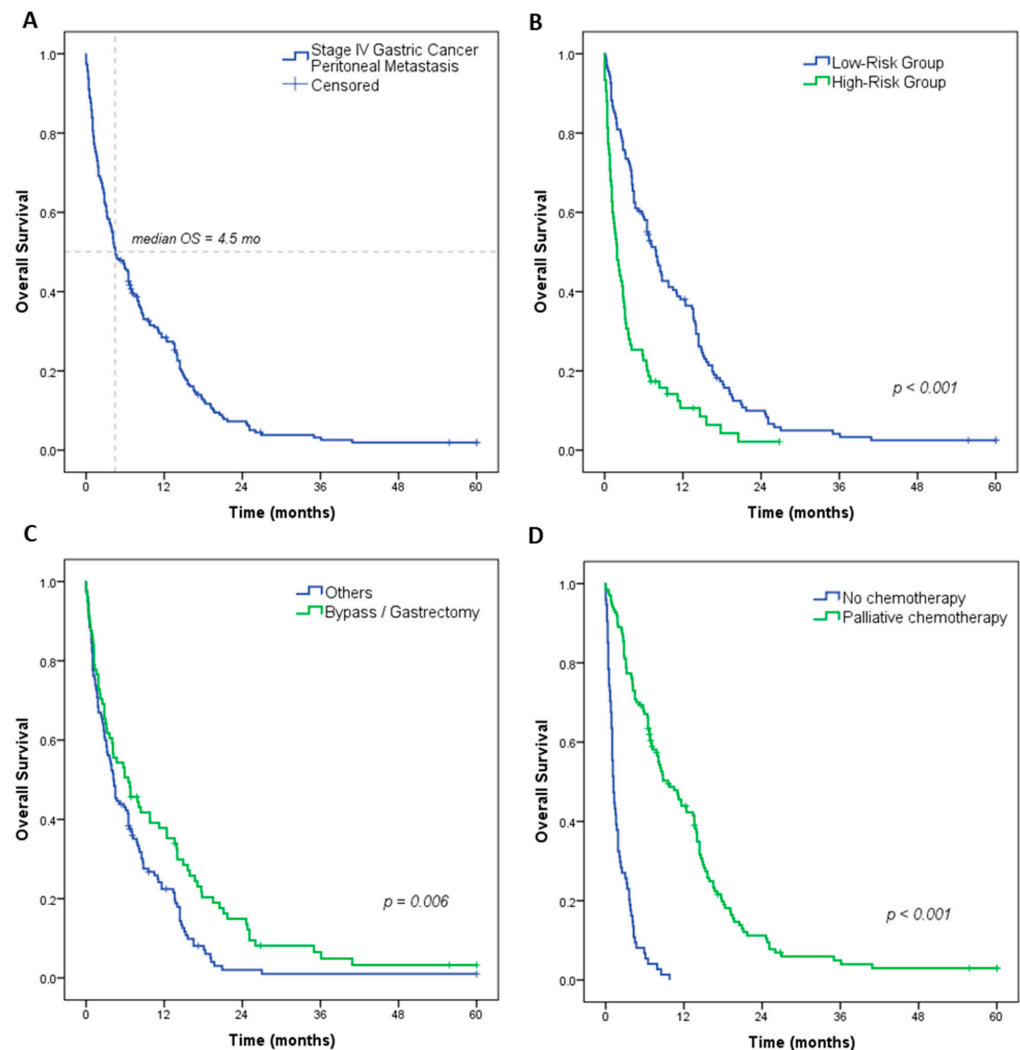 A
Stage IV Gastric Cancer
Peritoneal Metastasis
Censored
median OS = 4.5 mo
Overall Survival
1.0
0.8
0.6
0.4
0.2
0.0
0
12
24
36
48
60
Time (months)
B
Low-Risk Group
High-Risk Group
p < 0.001
Overall Survival
1.0
0.8
0.6
0.4
0.2
0.0
0
12
24
36
48
60
Time (months)
C
Others
Bypass / Gastrectomy
p = 0.006
Overall Survival
1.0
0.8
0.6
0.4
0.2
0.0
0
12
24
36
48
60
Time (months)
D
No chemotherapy
Palliative chemotherapy
p < 0.001
Overall Survival
1.0
0.8
0.6
0.4
0.2
0.0
0
12
24
36
48
60
Time (months)